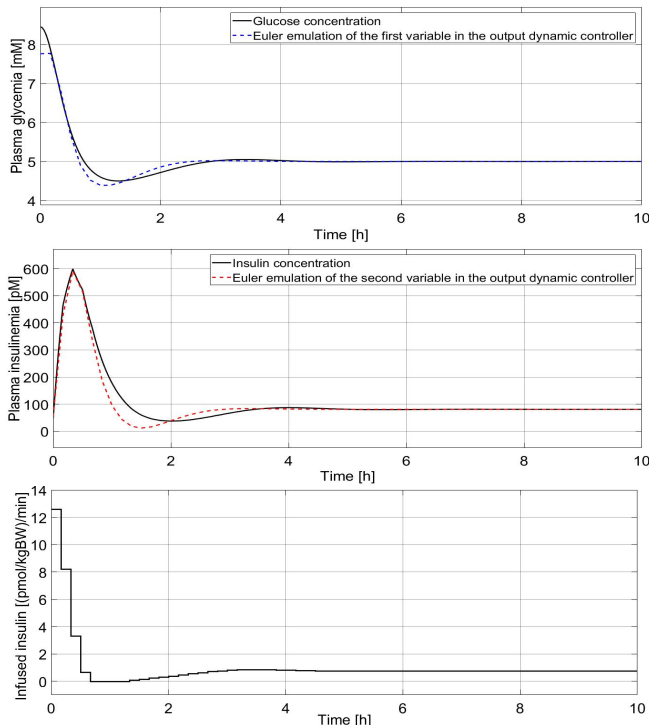 Glucose concentration
Euler emulation of the first variable in the output dynamic controller
Plasma glycemia [mM]
8
7
6
5
4
0 2 4 6 8 10
Time [h]
Insulin concentration
Euler emulation of the second variable in the output dynamic controller
Plasma insulinemia [pM]
600
500
400
300
200
100
0
0 2 4 6 8 10
Time [h]
Infused insulin [(pmol/kgBW)/min]
14
12
10
8
6
4
2
0
0 2 4 6 8 10
Time [h]